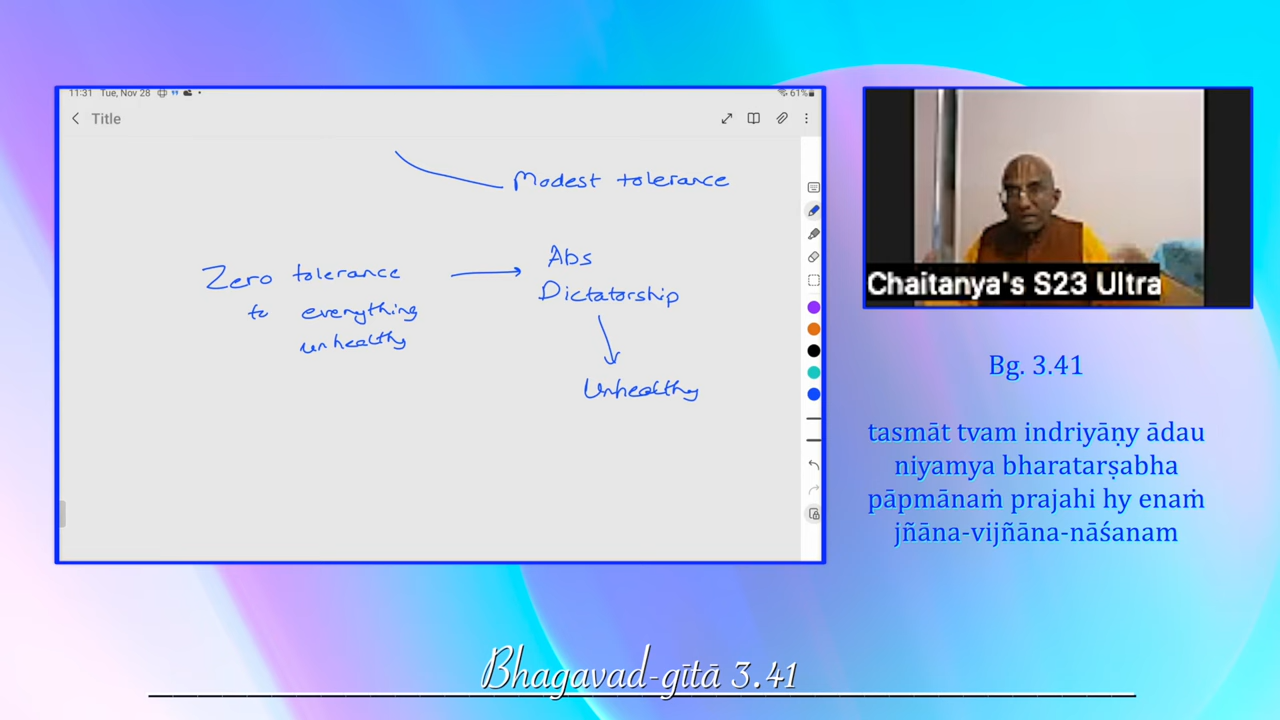 11:31 Tue, Nov 28
61%
Title
Modest tolerance
Zero tolerance
to everything
unhealthy
Abs
Dictatorship
Unhealthy
Chaitanya's S23 Ultra
Bg. 3.41
tasmāt tvam indriyāṇy ādau
niyamya bharatarṣabha
pāpmānaṁ prajahi hy enaṁ
jñāna-vijñāna-nāśanam
Bhagavad-gītā 3.41